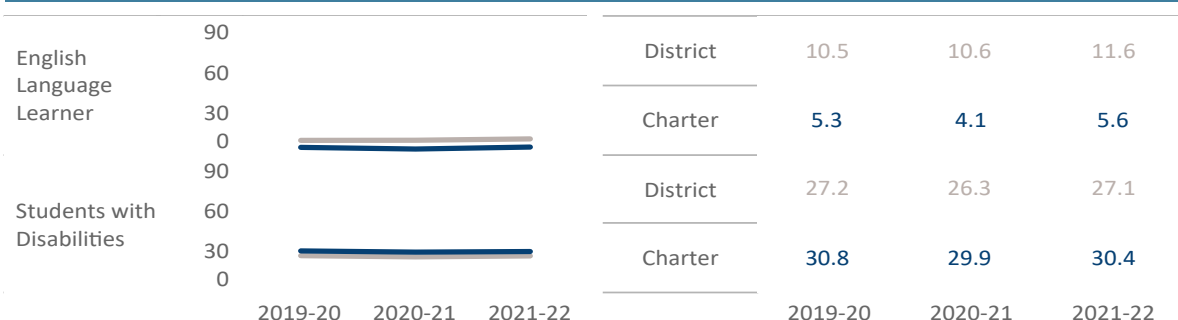 English
Language
Learner
90
60
30
0
District 10.5 10.6 11.6
Charter 5.3 4.1 5.6
Students with
Disabilities
90
60
30
0
District 27.2 26.3 27.1
Charter 30.8 29.9 30.4
2019-20 2020-21 2021-22 2019-20 2020-21 2021-22